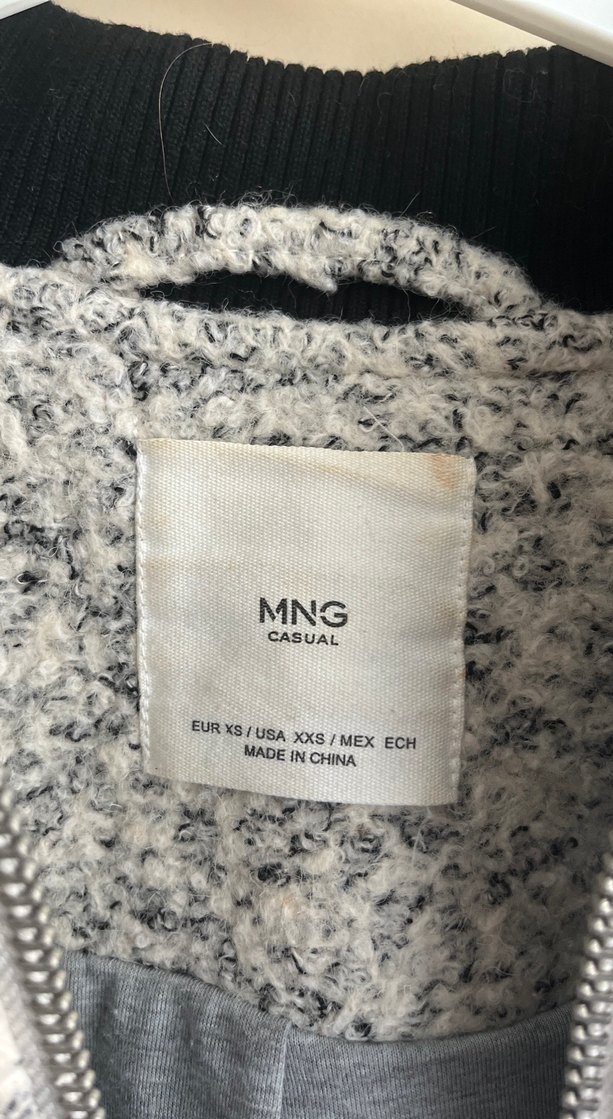 MNG
CASUAL
EUR XS / USA XXS / MEX ECH
MADE IN CHINA